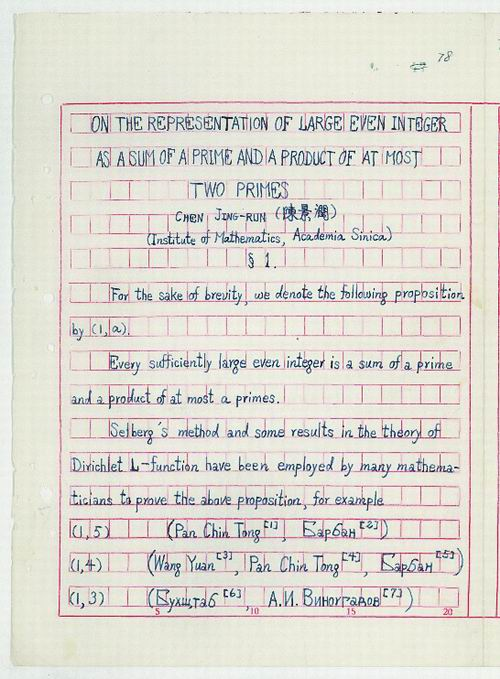 78
ON THE REPRESENTATION OF LARGE EVEN INTEGER
AS A SUM OF A PRIME AND A PRODUCT OF AT MOST
TWO PRIMES
CHEN JING-RUN (陳景潤)
(Institute of Mathematics, Academia Sinica)
§ 1.
For the sake of brevity, we denote the following proposition
by (1, a).
Every sufficiently large even integer is a sum of a prime
and a product of at most a primes.
Selberg's method and some results in the theory of
Divichlet L-function have been employed by many mathema-
ticians to prove the above proposition, for example
(1,5) (Pan Chin Tong[1], Барбан[2])
(1,4) (Wang Yuan[3], Pan Chin Tong[4], Барбан[5])
(1,3) (Бухштаб[6], А.И. Виноградов[7])
5 10 15 20